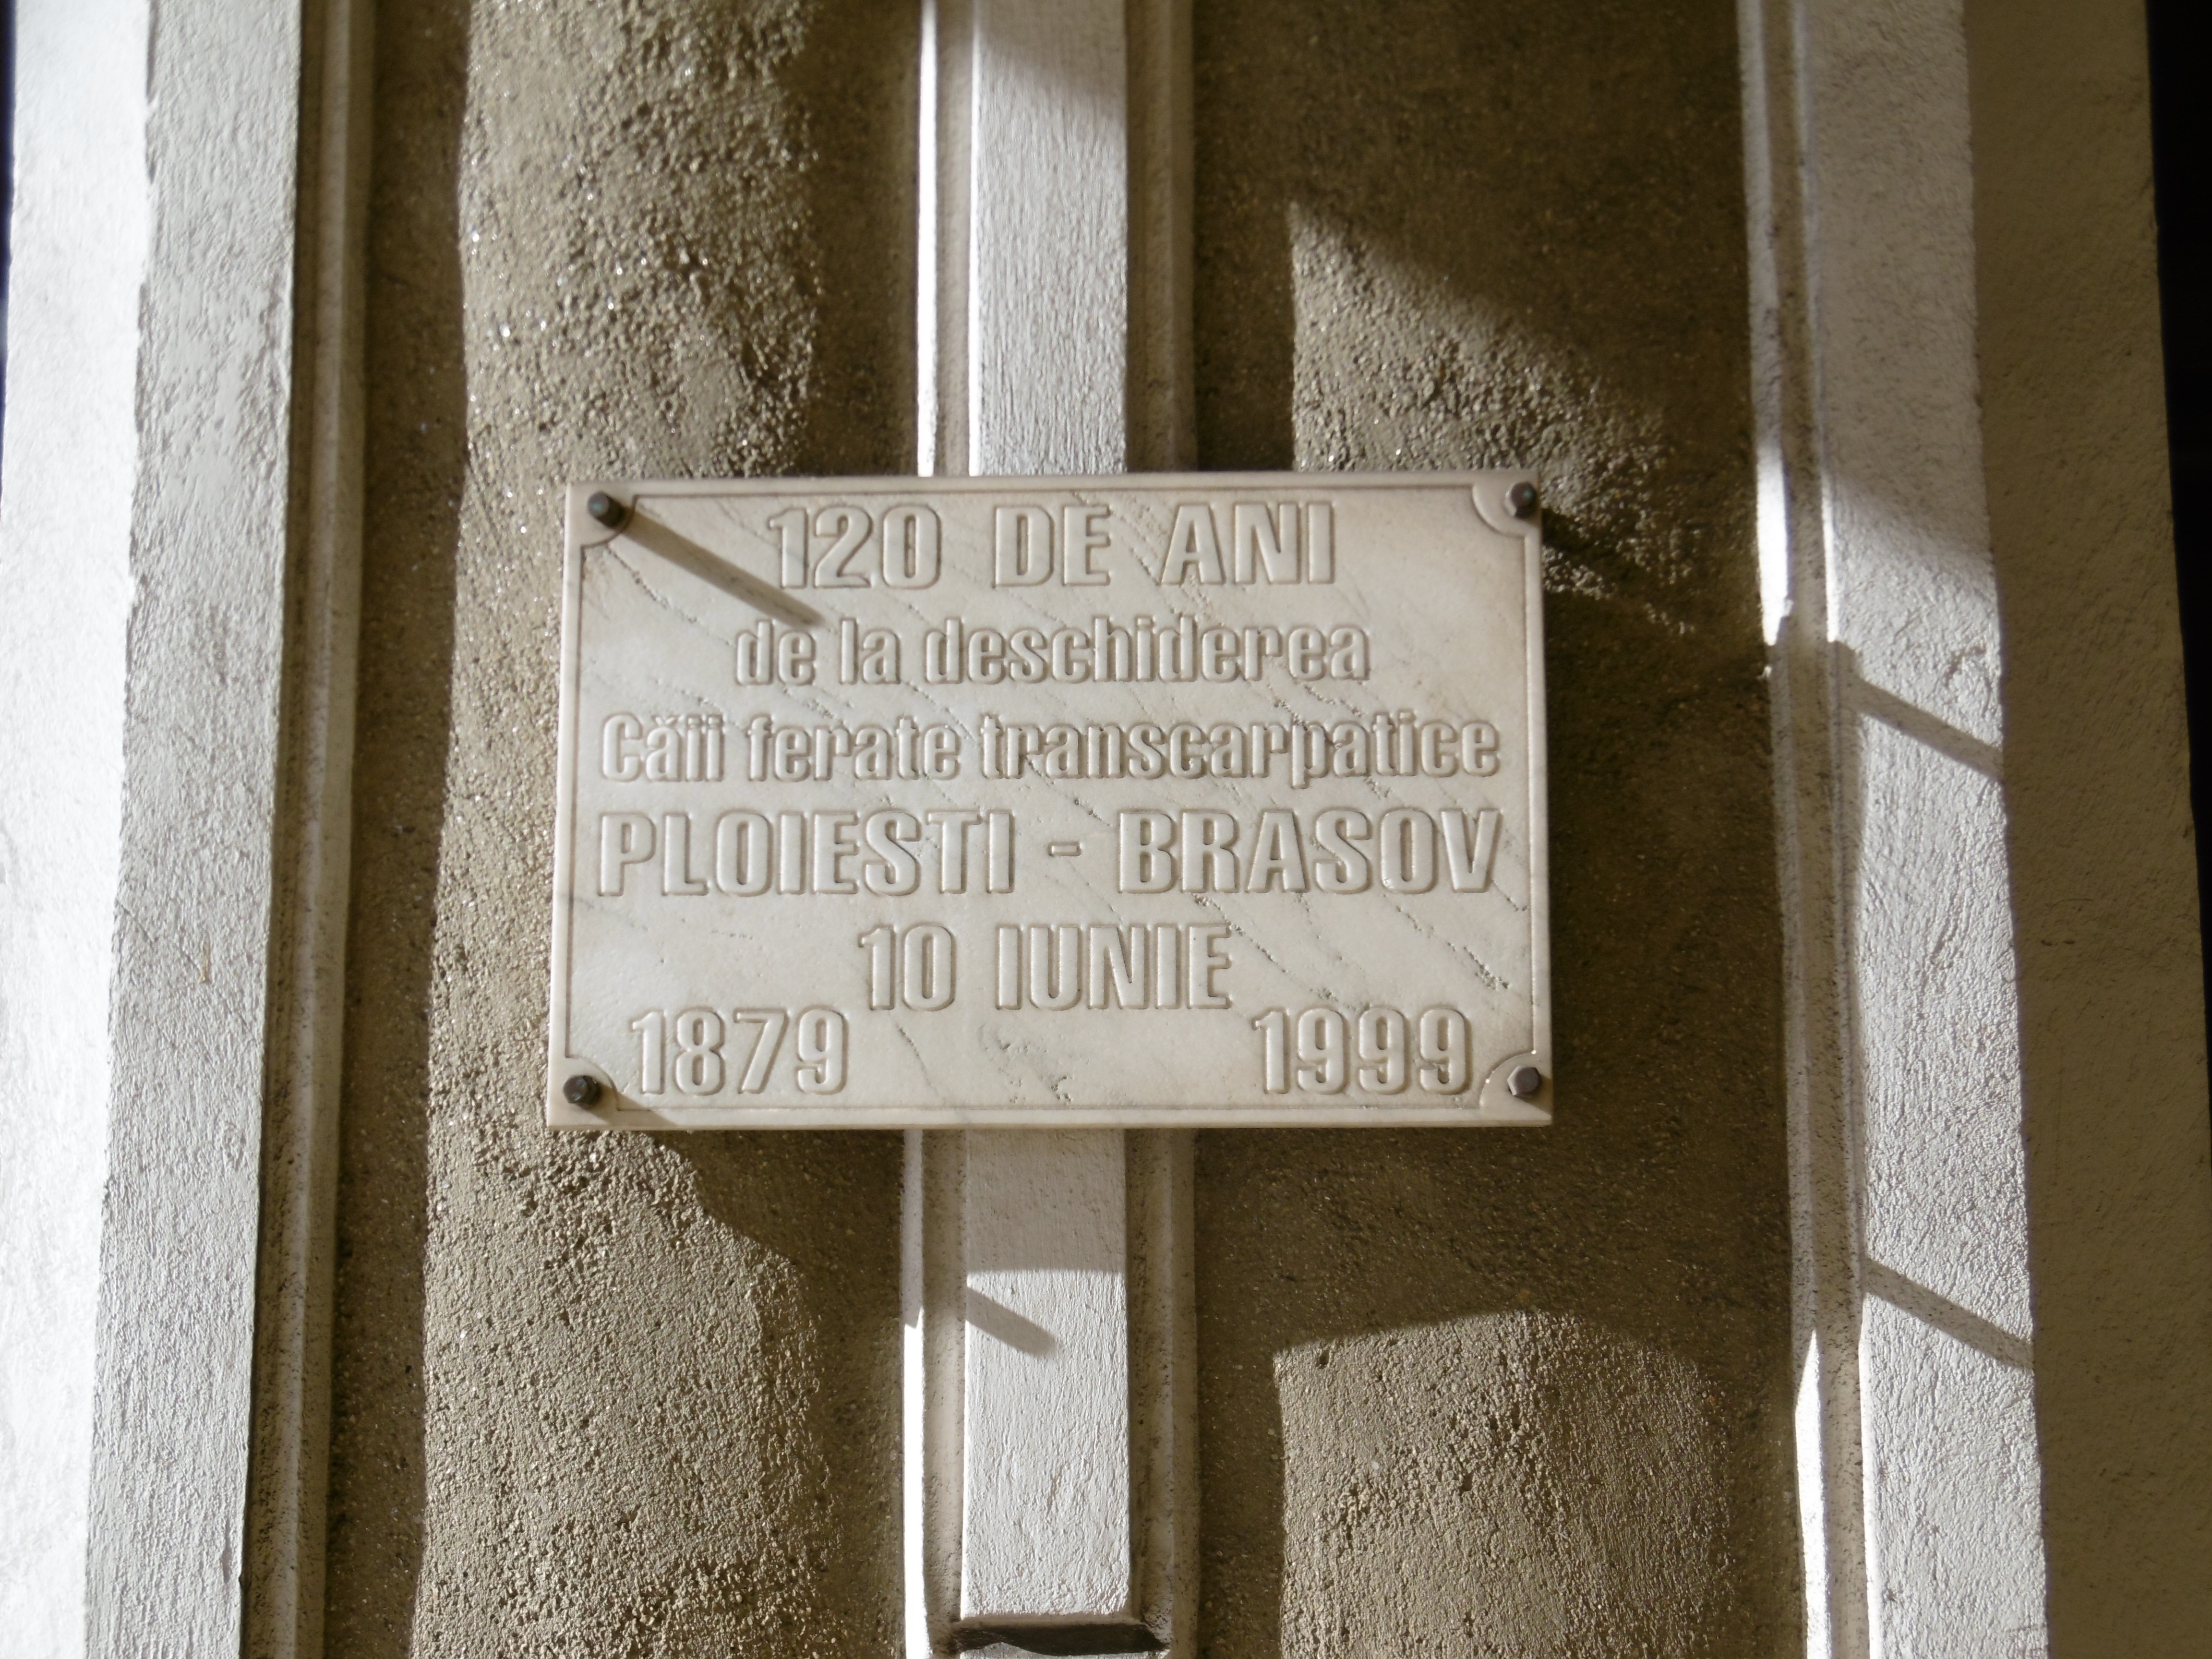 120 DE ANI
de la deschiderea
Căii ferate transcarpatice
PLOIESTI - BRASOV
10 IUNIE
1879 1999